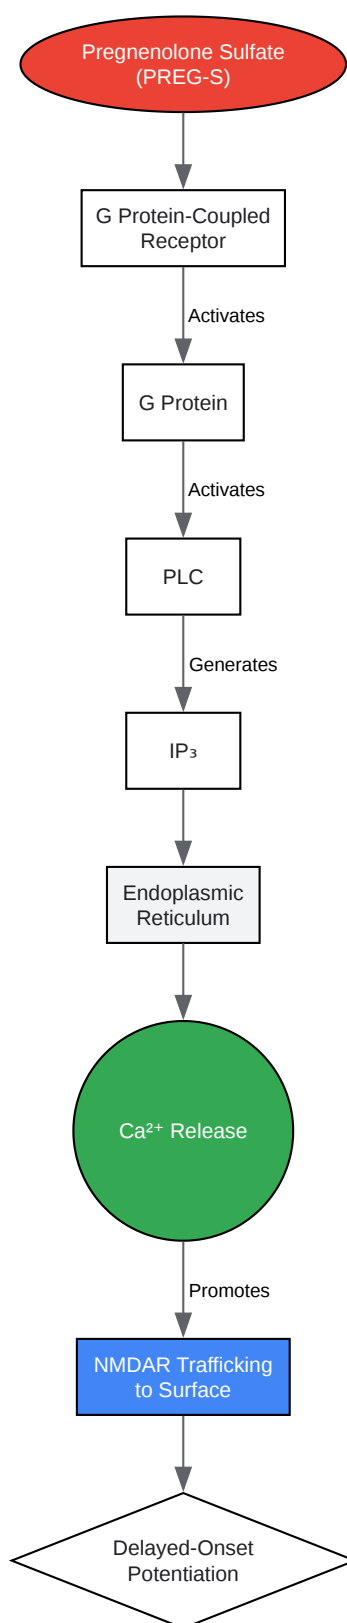 Pregnenolone Sulfate
(PREG-S)
G Protein-Coupled
Receptor
Activates
G Protein
Activates
PLC
Generates
IP₃
Endoplasmic
Reticulum
Ca²⁺ Release
Promotes
NMDAR Trafficking
to Surface
Delayed-Onset
Potentiation